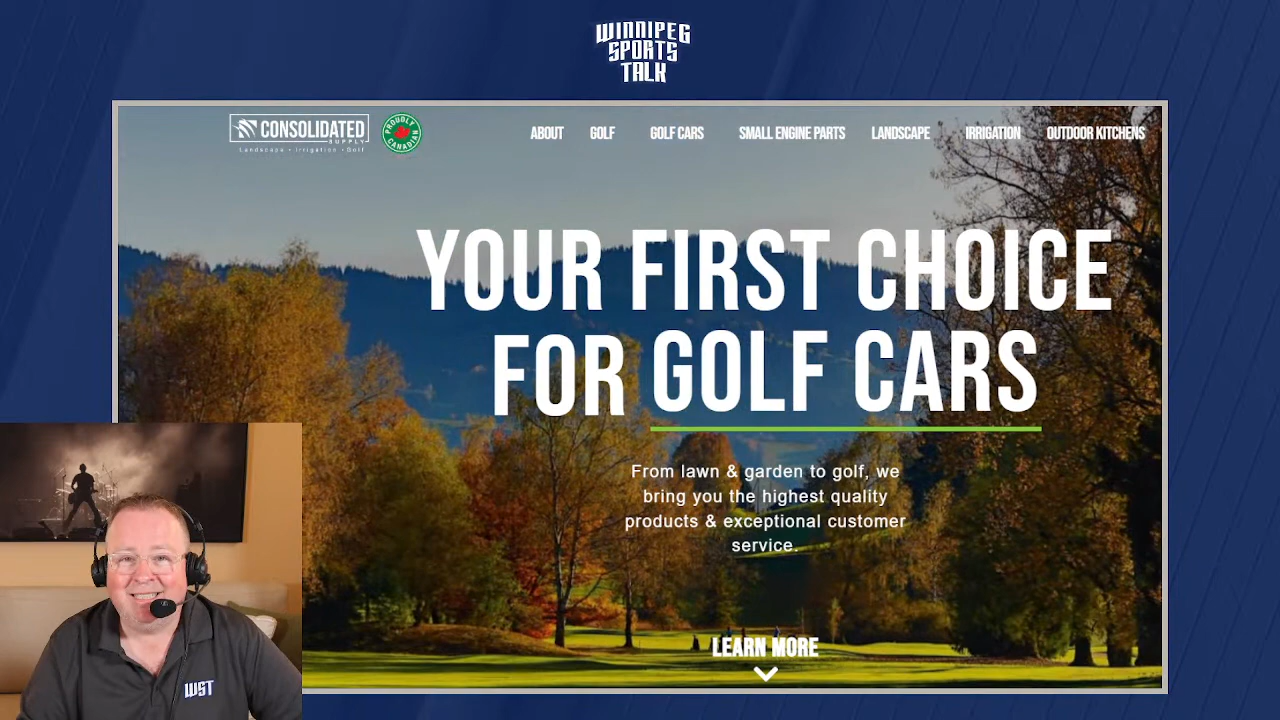 WINNIPEG
SPORTS
TALK
CONSOLIDATED
SUPPLY
Landscape • Irrigation • Golf
PROUDLY
CANADIAN
ABOUT GOLF GOLF CARS SMALL ENGINE PARTS LANDSCAPE IRRIGATION OUTDOOR KITCHENS
YOUR FIRST CHOICE
FOR GOLF CARS
From lawn & garden to golf, we
bring you the highest quality
products & exceptional customer
service.
LEARN MORE
WST